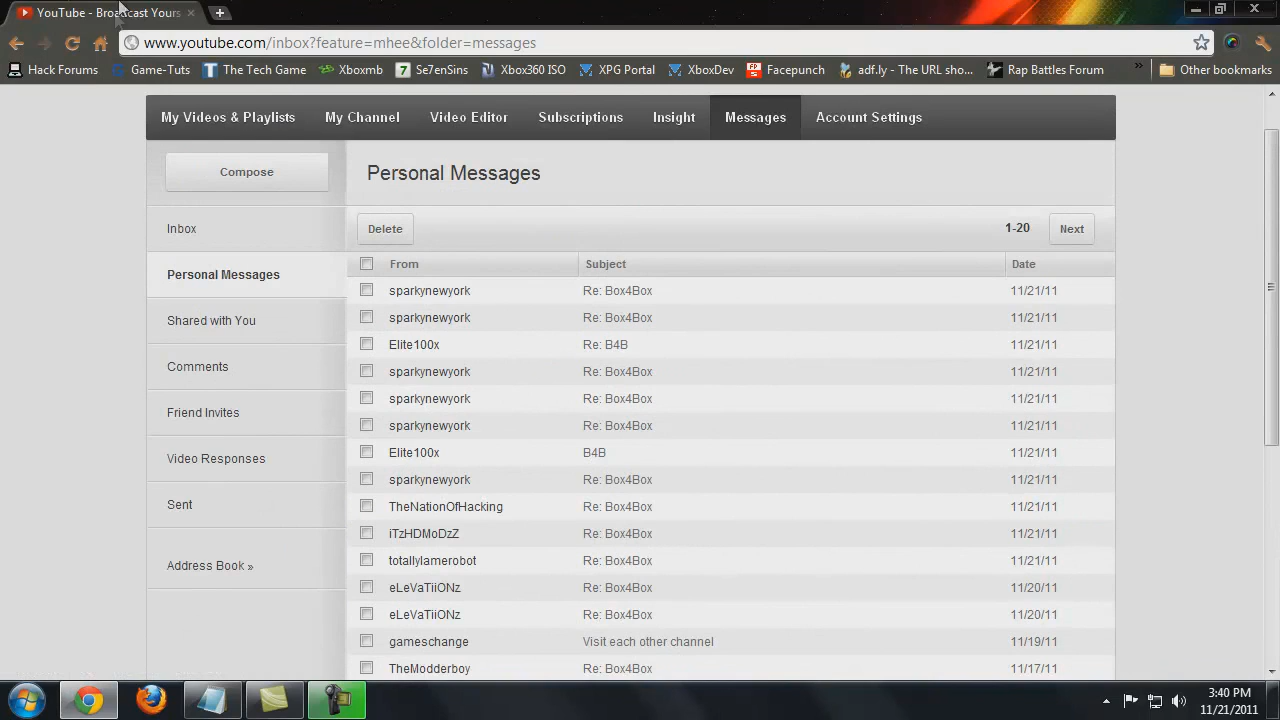 YouTube - Broadcast Yours
www.youtube.com/inbox?feature=mhee&folder=messages
Hack Forums Game-Tuts The Tech Game Xboxmb Se7enSins Xbox360 ISO XPG Portal XboxDev Facepunch adf.ly - The URL sho... Rap Battles Forum » Other bookmarks
My Videos & Playlists My Channel Video Editor Subscriptions Insight Messages Account Settings
Compose
Personal Messages
Inbox
Delete 1-20 Next
From Subject Date
Personal Messages
sparkynewyork Re: Box4Box 11/21/11
sparkynewyork Re: Box4Box 11/21/11
Shared with You
Elite100x Re: B4B 11/21/11
Comments
sparkynewyork Re: Box4Box 11/21/11
sparkynewyork Re: Box4Box 11/21/11
Friend Invites
sparkynewyork Re: Box4Box 11/21/11
Elite100x B4B 11/21/11
Video Responses
sparkynewyork Re: Box4Box 11/21/11
Sent
TheNationOfHacking Re: Box4Box 11/21/11
iTzHDMoDzZ Re: Box4Box 11/21/11
totallylamerobot Re: Box4Box 11/21/11
Address Book »
eLeVaTiiONz Re: Box4Box 11/20/11
eLeVaTiiONz Re: Box4Box 11/20/11
gameschange Visit each other channel 11/19/11
TheModderboy Re: Box4Box 11/17/11
3:40 PM
11/21/2011